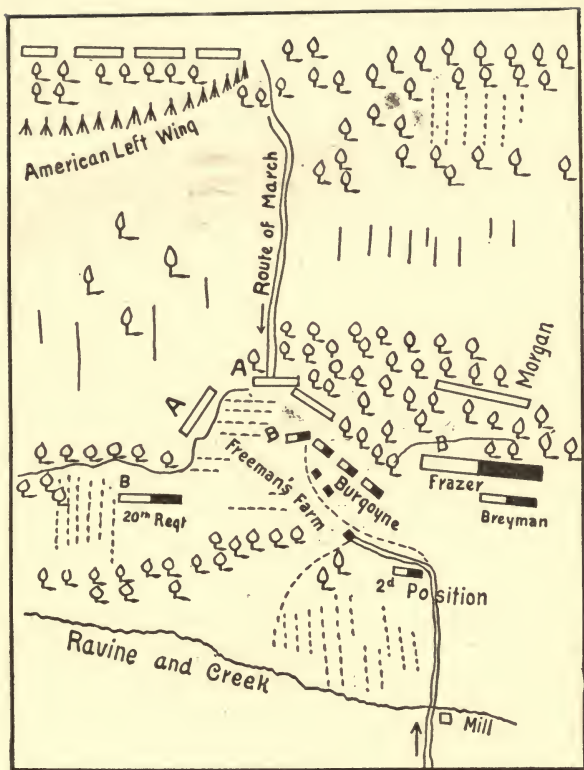 American Left Wing
Route of March
A
A
Morgan
B
B
Frazer
Breyman
Burgoyne
Freeman's Farm
B
20th Regt
2d Position
Ravine and Creek
Mill